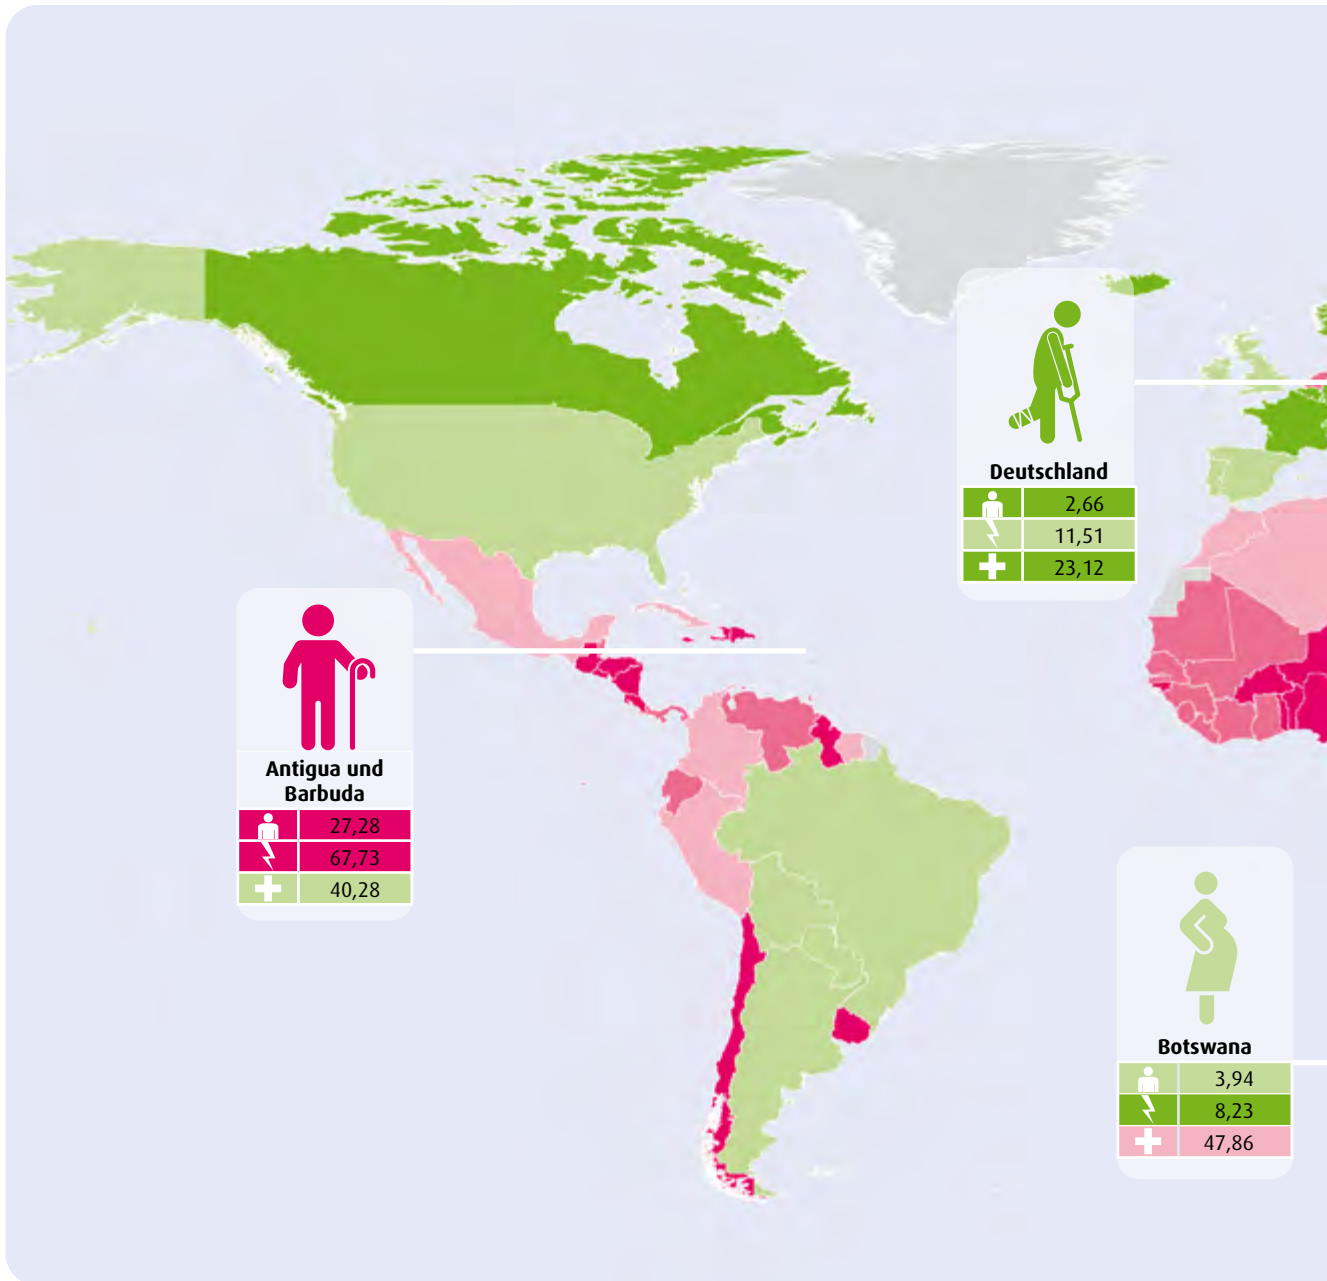 Deutschland
2,66
11,51
23,12
Antigua und
Barbuda
27,28
67,73
40,28
Botswana
3,94
8,23
47,86